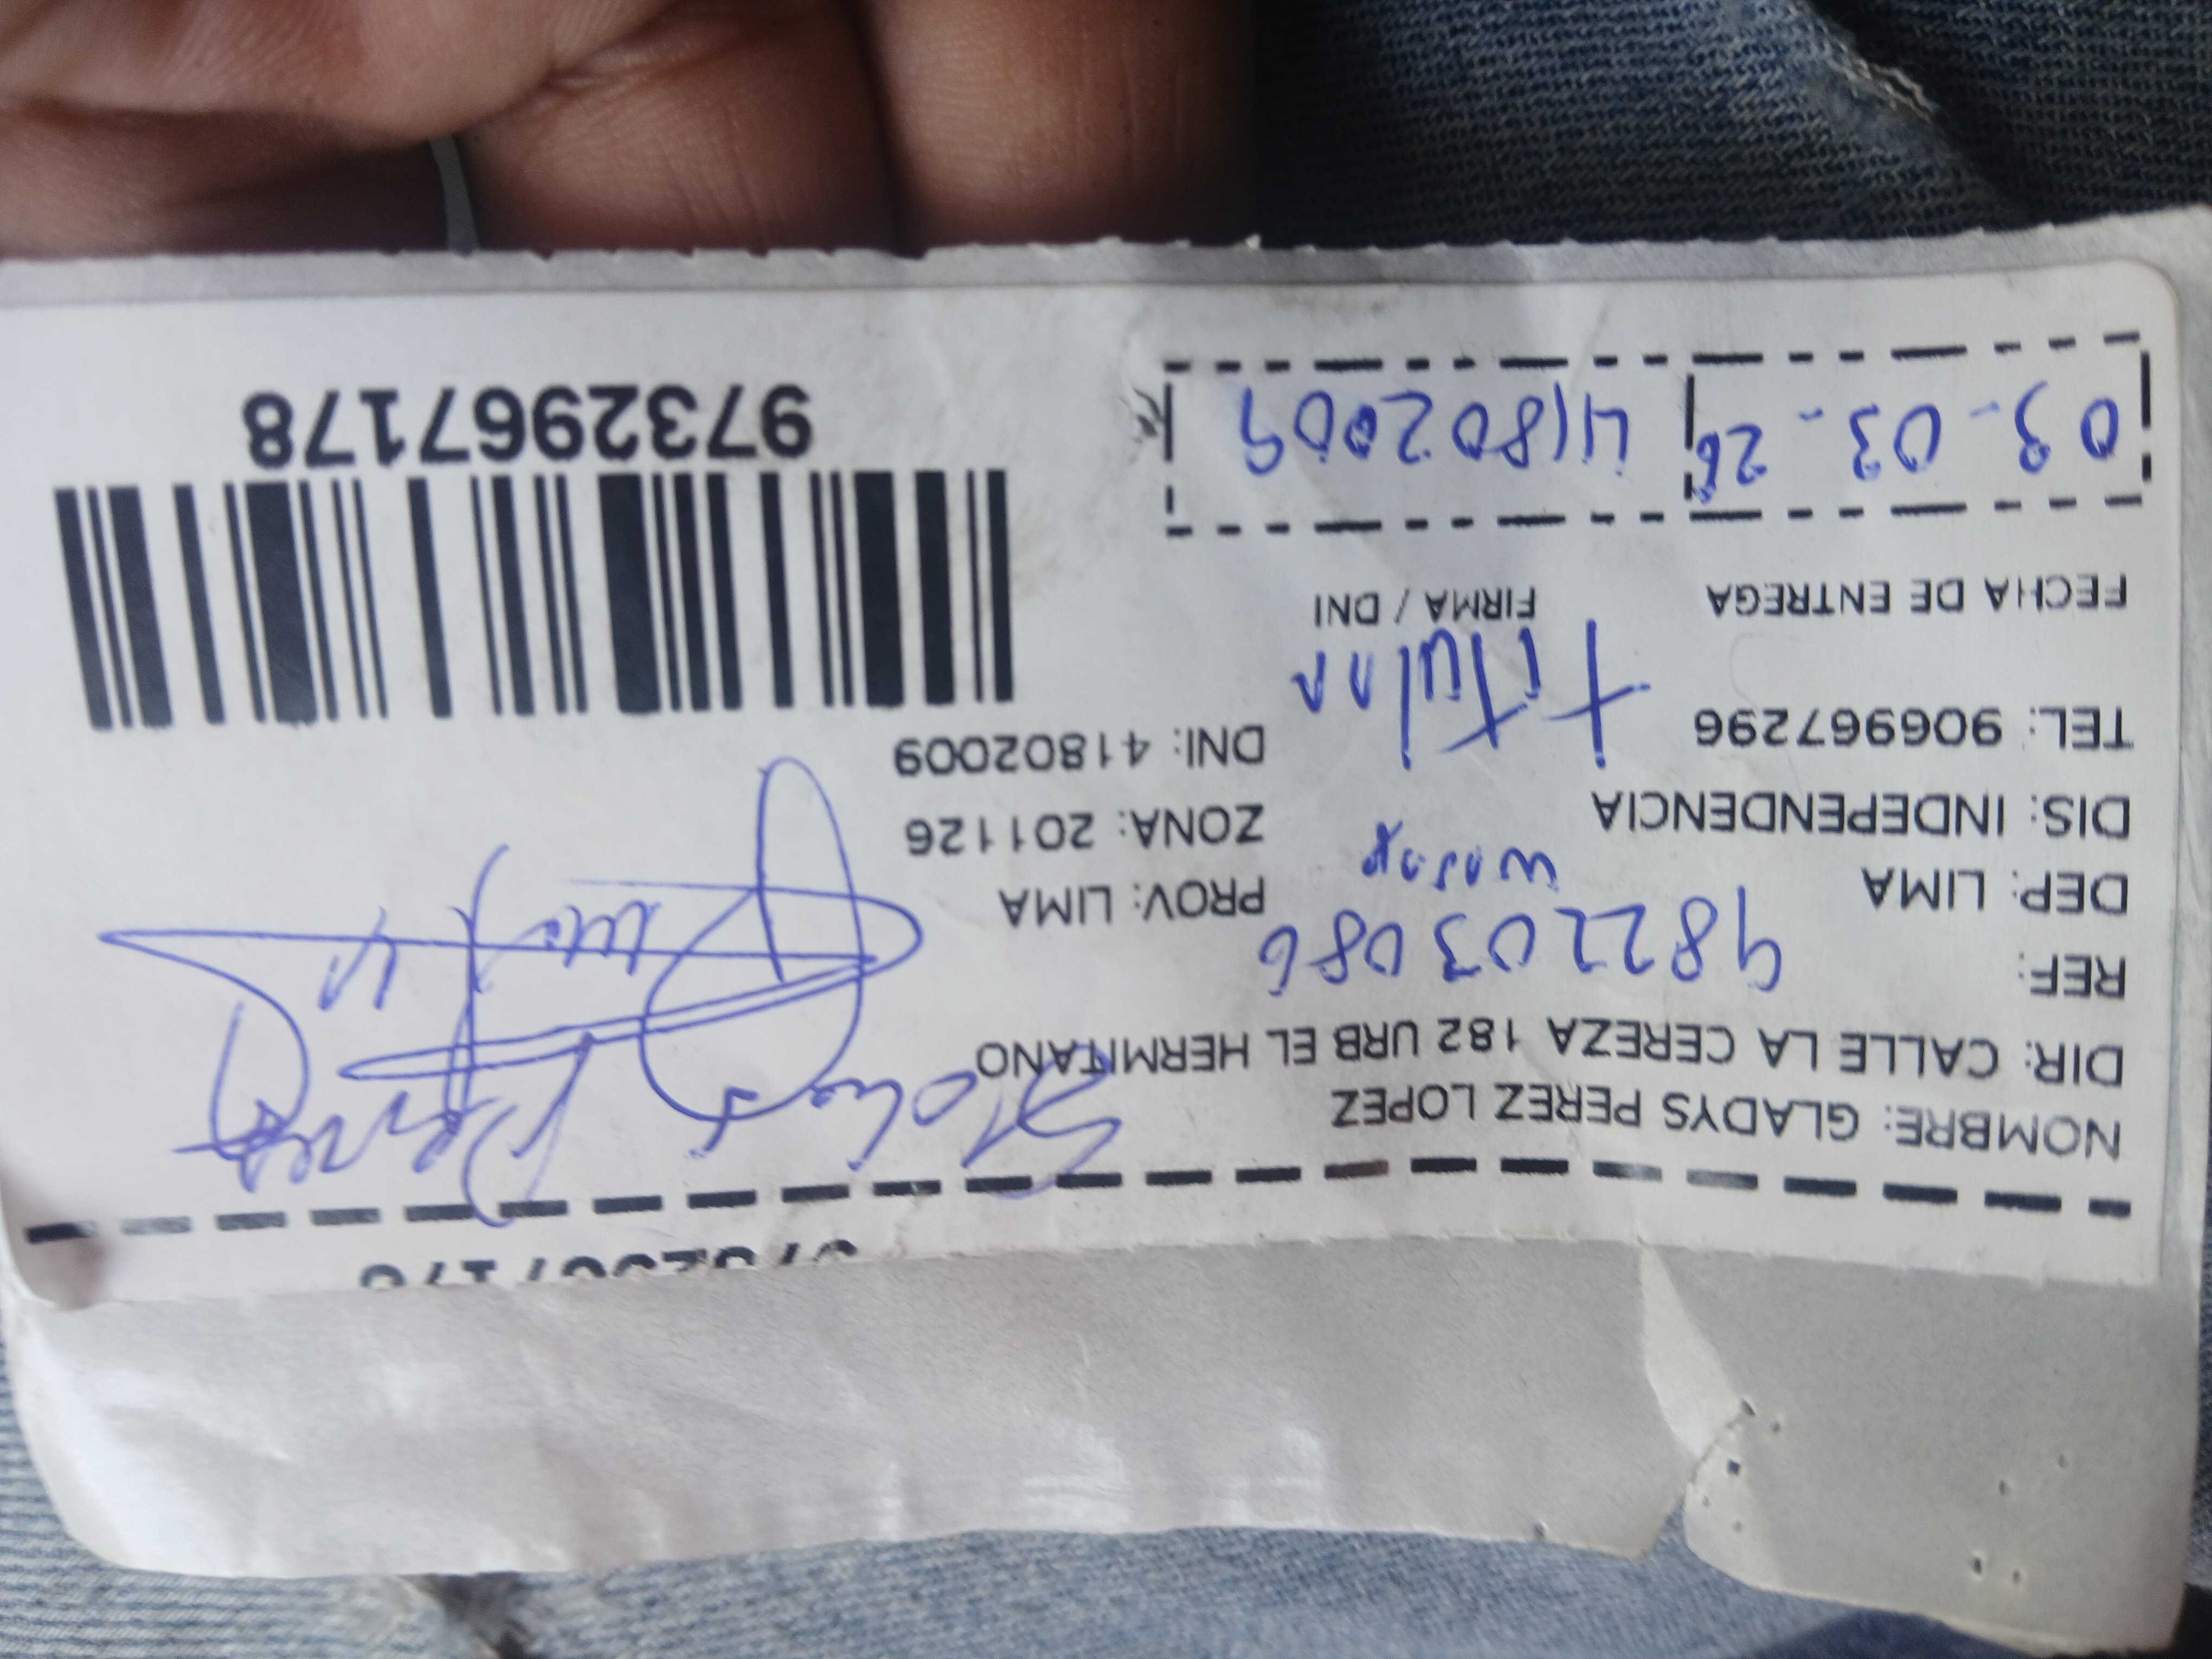 NOMBRE: GLADYS PEREZ LOPEZ
DIR: CALLE LA CEREZA 182 URB EL HERMITANO
REF:
982203086
DEP: LIMA
PROV: LIMA
wasap
DIS: INDEPENDENCIA
ZONA: 201126
TEL: 906967296
DNI: 41802009
titular
FECHA DE ENTREGA
FIRMA / DNI
03-03-26
41802009
9732967178